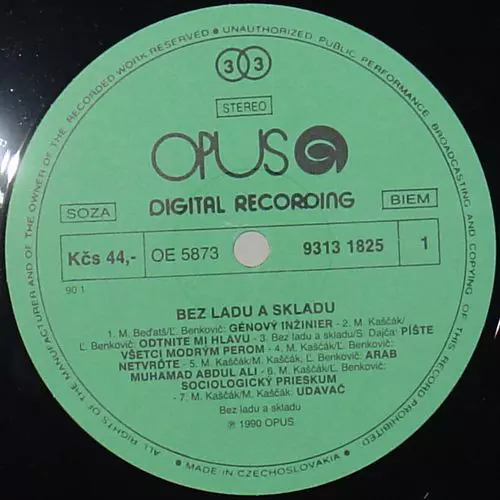 ALL RIGHTS OF THE MANUFACTURER AND OF THE OWNER OF THE RECORDED WORK RESERVED ● UNAUTHORIZED PUBLIC PERFORMANCE BROADCASTING AND COPYING OF THIS RECORD PROHIBITED
33
STEREO
OPUS
SOZA
DIGITAL RECORDING
BIEM
Kčs 44,-
OE 5873
9313 1825
1
90 1
BEZ LADU A SKLADU
1. M. Beďatš/Ľ. Benkovič: GÉNOVÝ INŽINIER - 2. M. Kaščák/
Ľ. Benkovič: ODTNITE MI HLAVU - 3. Bez ladu a skladu/S. Dajča: PÍŠTE
VŠETCI MODRÝM PEROM - 4. M. Kaščák/Ľ. Benkovič:
NETVRĎTE - 5. M. Kaščák/M. Kaščák, Ľ. Benkovič: ARAB
MUHAMAD ABDUL ALI - 6. M. Kaščák/Ľ. Benkovič:
SOCIOLOGICKÝ PRIESKUM
- 7. M. Kaščák/M. Kaščák: UDAVAČ
Bez ladu a skladu
℗ 1990 OPUS
● MADE IN CZECHOSLOVAKIA ●